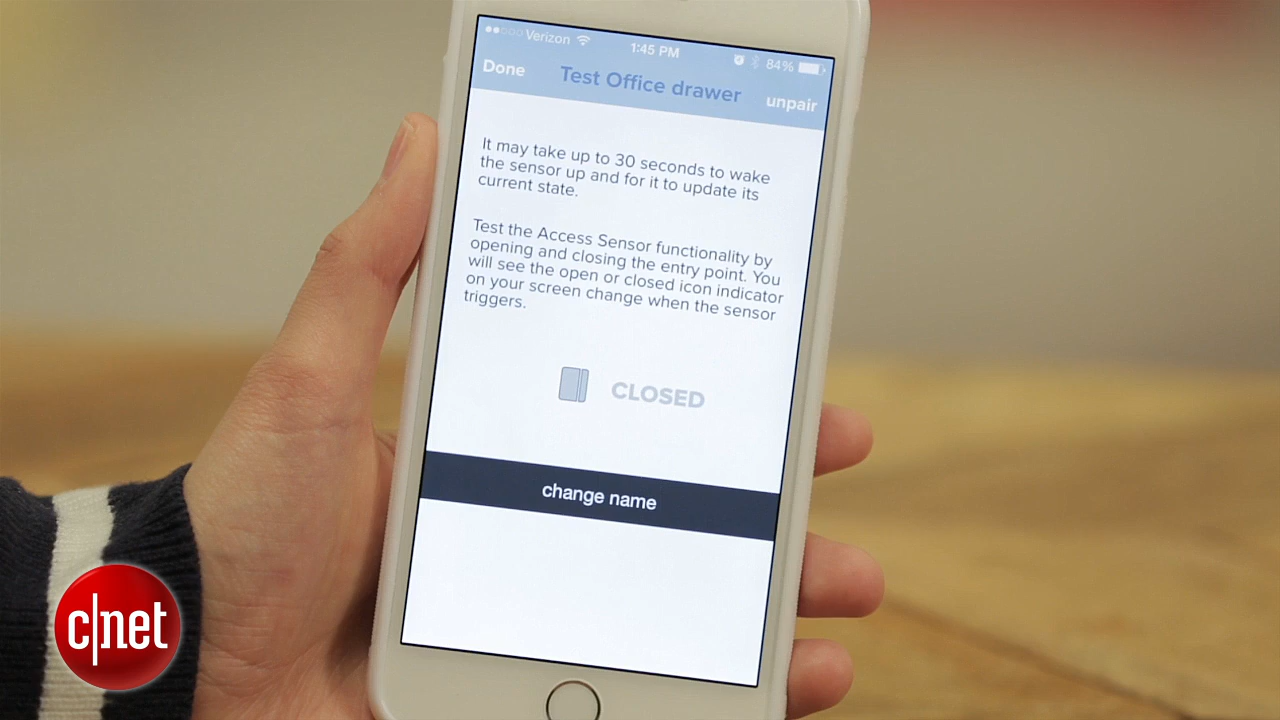 Verizon 1:45 PM 84%
Done Test Office drawer unpair
It may take up to 30 seconds to wake
the sensor up and for it to update its
current state.
Test the Access Sensor functionality by
opening and closing the entry point. You
will see the open or closed icon indicator
on your screen change when the sensor
triggers.
CLOSED
change name
c|net